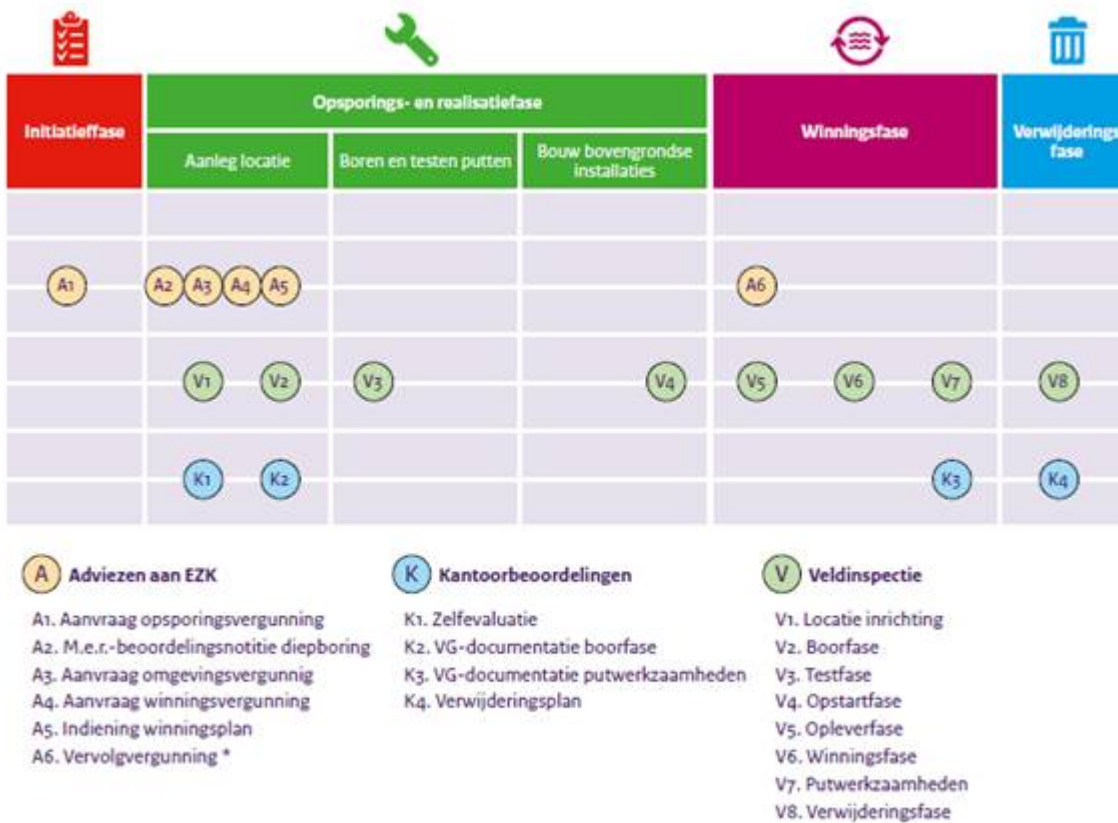 Initiatieffase
Opsporings- en realisatiefase
Winningsfase
Verwijderings
fase
Aanleg locatie
Boren en testen putten
Bouw bovengrondse
installaties
A1
A2
A3
A4
A5
A6
V1
V2
V3
V4
V5
V6
V7
V8
K1
K2
K3
K4
A Adviezen aan EZK
A1. Aanvraag opsporingsvergunning
A2. M.e.r.-beoordelingsnotitie diepboring
A3. Aanvraag omgevingsvergunnig
A4. Aanvraag winningsvergunning
A5. Indiening winningsplan
A6. Vervolgvergunning *
K Kantoorbeoordelingen
K1. Zelfevaluatie
K2. VG-documentatie boorfase
K3. VG-documentatie putwerkzaamheden
K4. Verwijderingsplan
V Veldinspectie
V1. Locatie inrichting
V2. Boorfase
V3. Testfase
V4. Opstartfase
V5. Opleverfase
V6. Winningsfase
V7. Putwerkzaamheden
V8. Verwijderingsfase